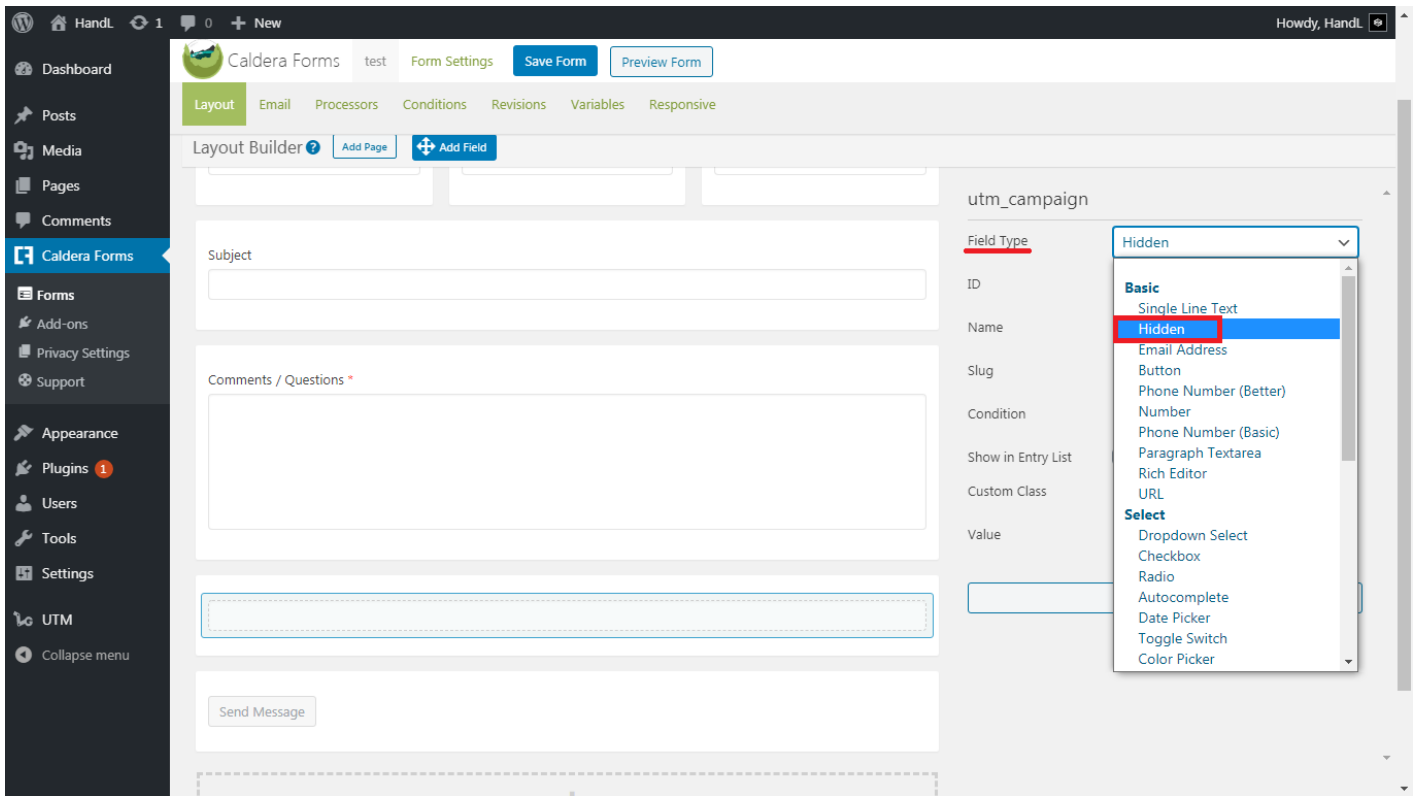 HandL 1 0 New Howdy, HandL
Dashboard
Posts
Media
Pages
Comments
Caldera Forms
Forms
Add-ons
Privacy Settings
Support
Appearance
Plugins 1
Users
Tools
Settings
UTM
Collapse menu
Caldera Forms test Form Settings Save Form Preview Form
Layout Email Processors Conditions Revisions Variables Responsive
Layout Builder ? Add Page Add Field
Subject
Comments / Questions *
Send Message
utm_campaign
Field Type Hidden
ID
Name
Slug
Condition
Show in Entry List
Custom Class
Value
Basic
Single Line Text
Hidden
Email Address
Button
Phone Number (Better)
Number
Phone Number (Basic)
Paragraph Textarea
Rich Editor
URL
Select
Dropdown Select
Checkbox
Radio
Autocomplete
Date Picker
Toggle Switch
Color Picker